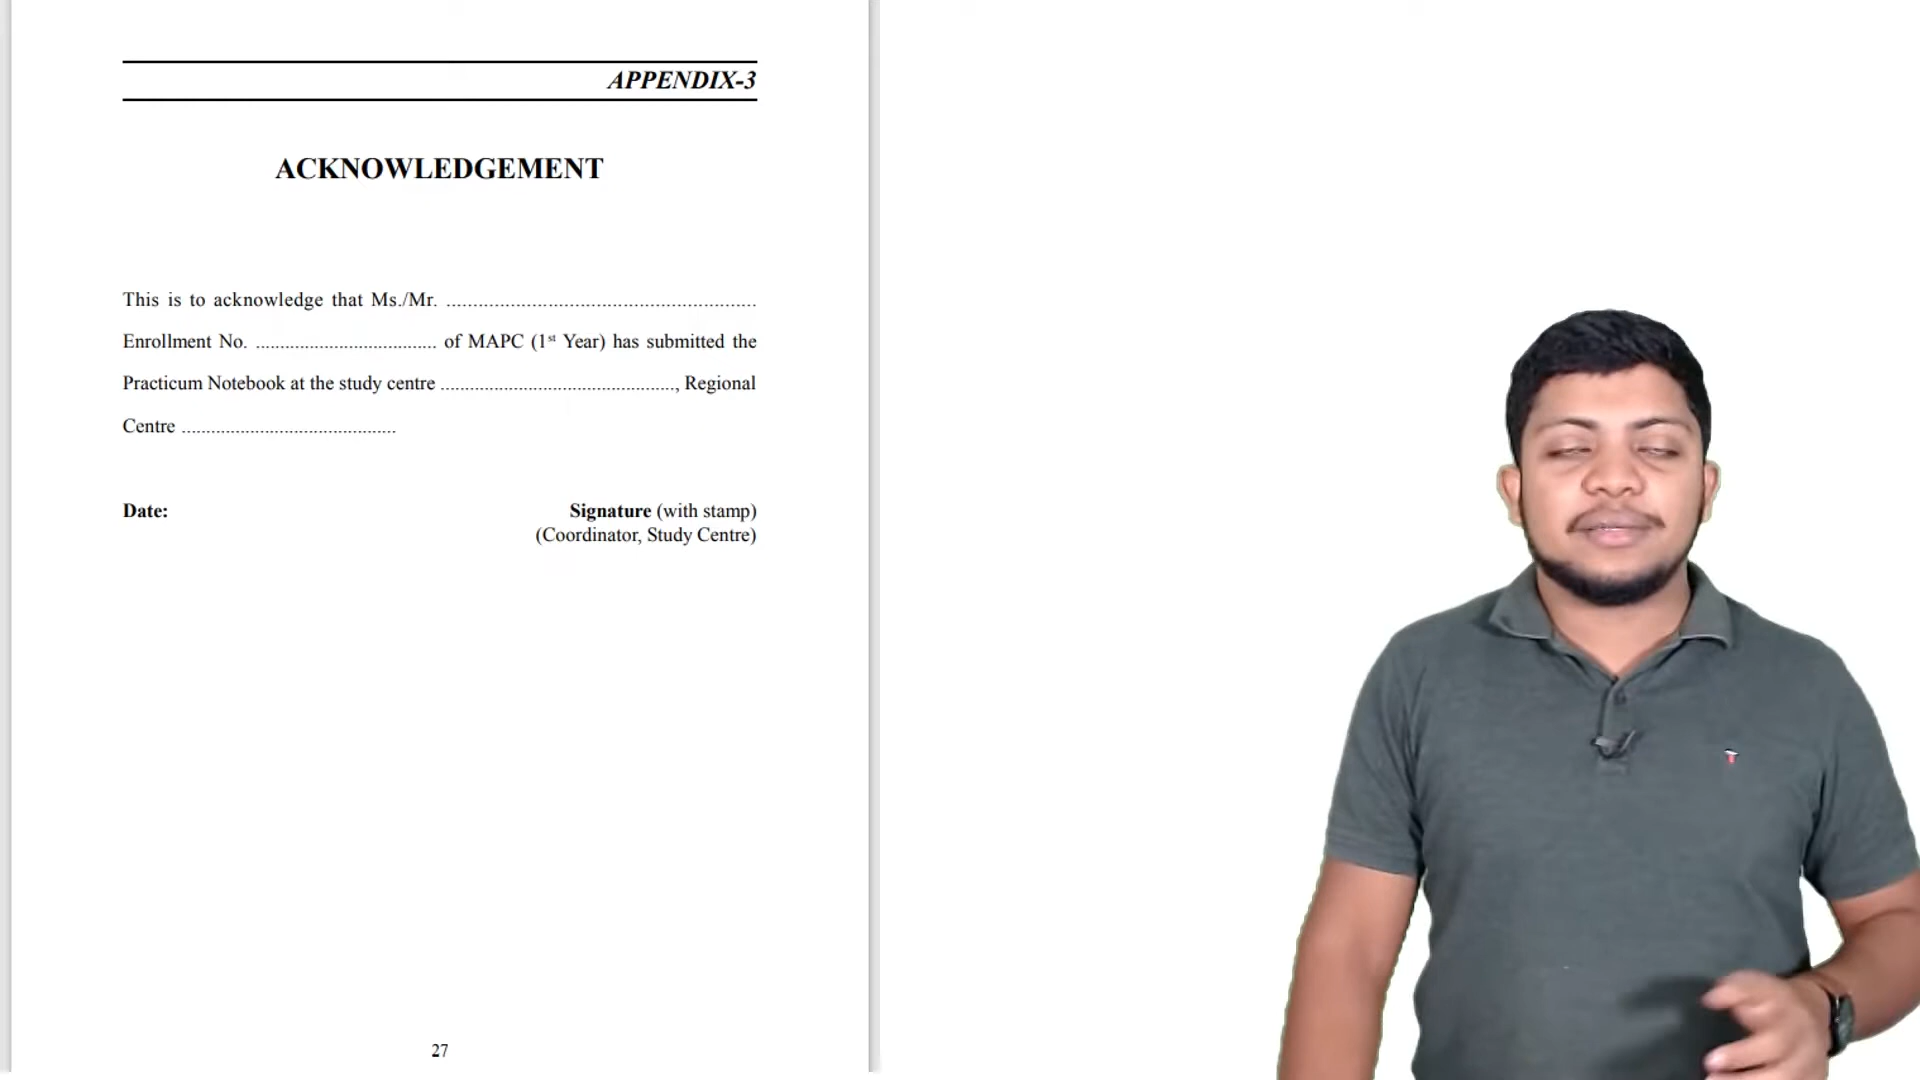 APPENDIX-3
ACKNOWLEDGEMENT
This is to acknowledge that Ms./Mr. ..........................................................
Enrollment No. ..................................... of MAPC (1st Year) has submitted the
Practicum Notebook at the study centre ................................................, Regional
Centre ............................................
Date: Signature (with stamp)
(Coordinator, Study Centre)
27